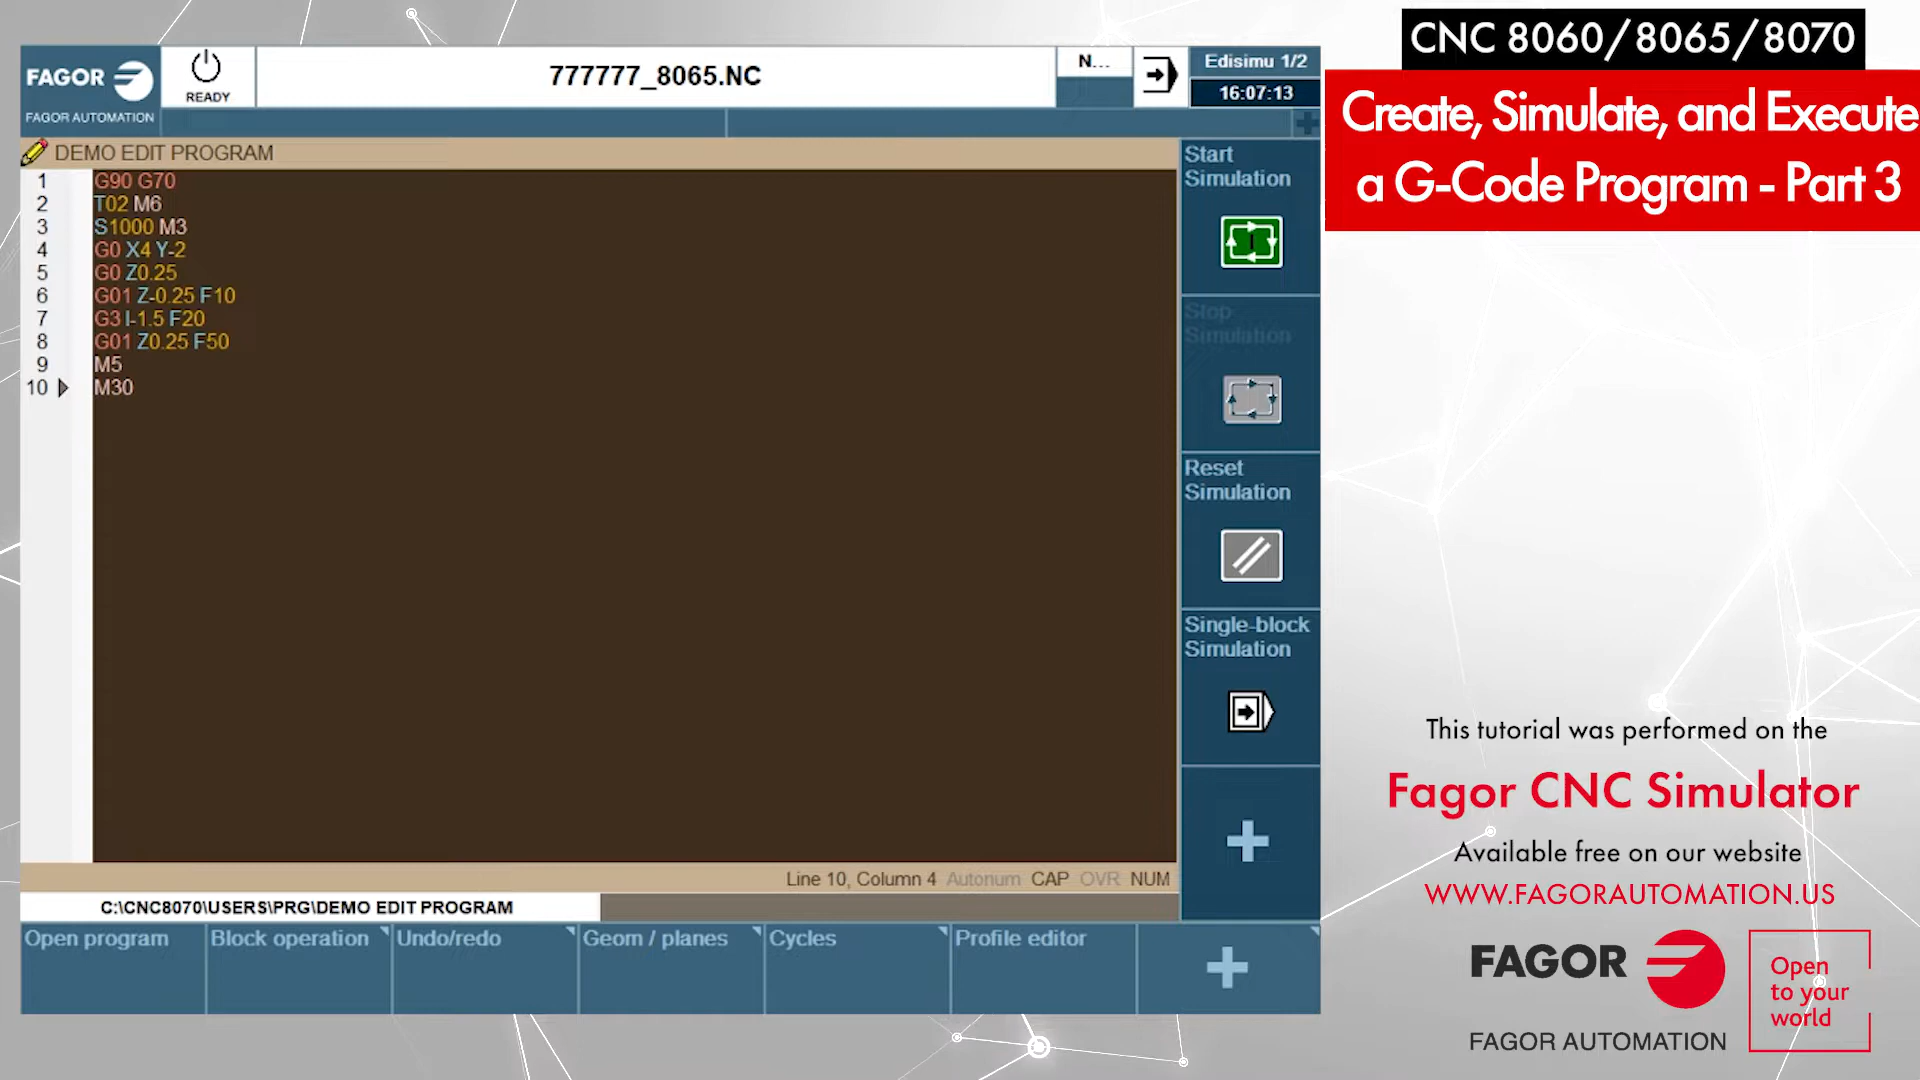 CNC 8060/8065/8070
Create, Simulate, and Execute
a G-Code Program - Part 3
FAGOR
FAGOR AUTOMATION
READY
777777_8065.NC
N...
Edisimu 1/2
16:07:13
DEMO EDIT PROGRAM
1 G90 G70
2 T02 M6
3 S1000 M3
4 G0 X4 Y-2
5 G0 Z0.25
6 G01 Z-0.25 F10
7 G3 I-1.5 F20
8 G01 Z0.25 F50
9 M5
10 M30
Start
Simulation
Stop
Simulation
Reset
Simulation
Single-block
Simulation
Line 10, Column 4 Autonum CAP OVR NUM
C:\CNC8070\USERS\PRG\DEMO EDIT PROGRAM
Open program
Block operation
Undo/redo
Geom / planes
Cycles
Profile editor
This tutorial was performed on the
Fagor CNC Simulator
Available free on our website
WWW.FAGORAUTOMATION.US
FAGOR
FAGOR AUTOMATION
Open
to your
world